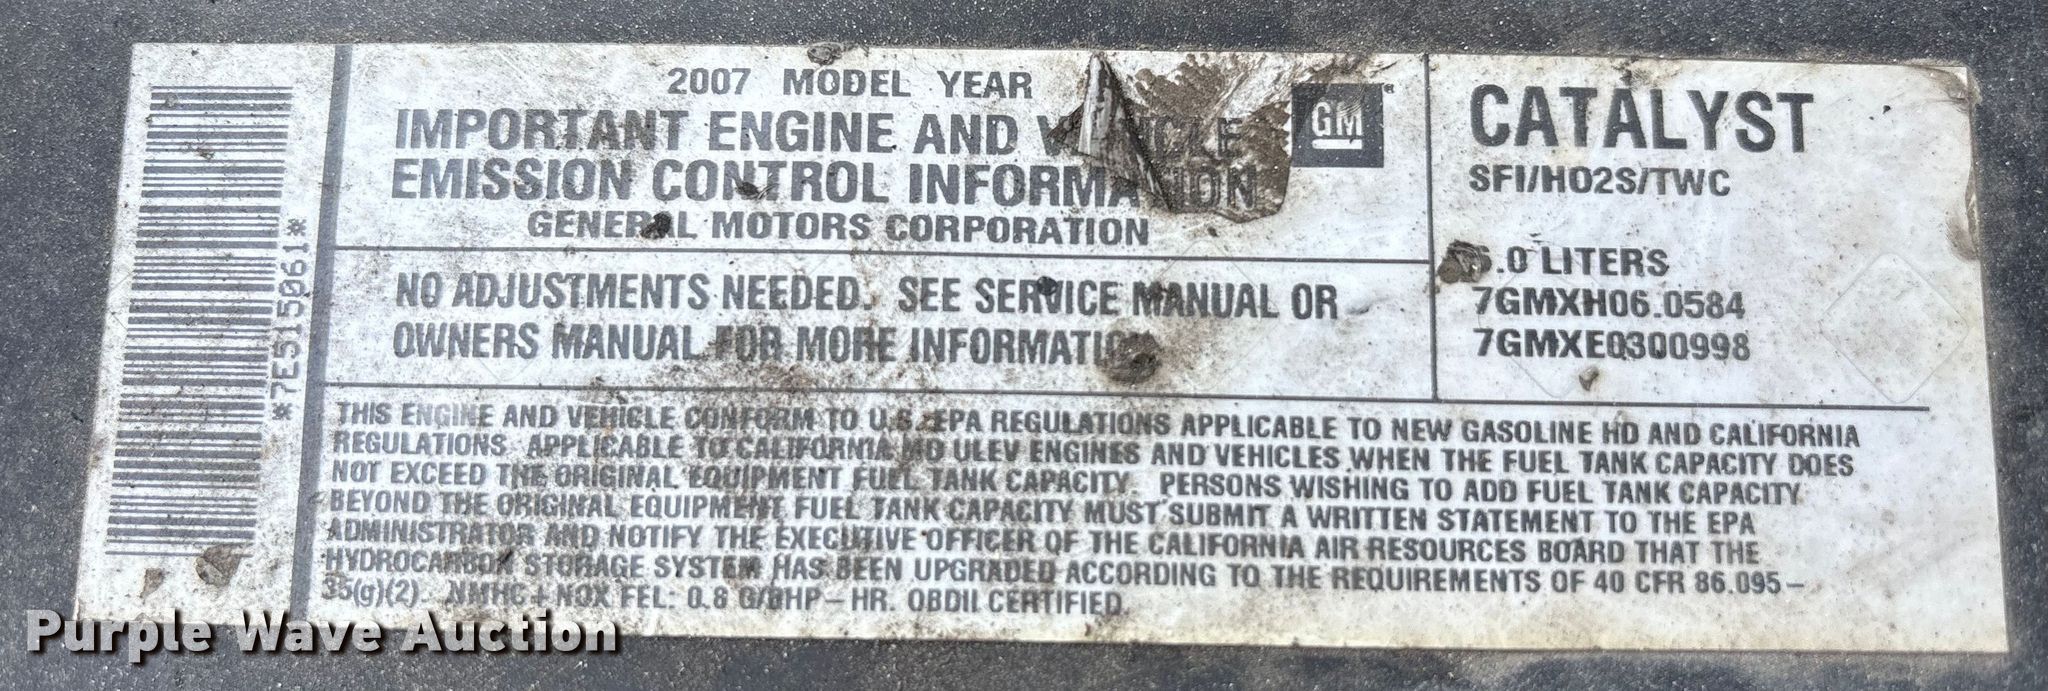 2007 MODEL YEAR
IMPORTANT ENGINE AND VEHICLE
EMISSION CONTROL INFORMATION
GENERAL MOTORS CORPORATION
GM
NO ADJUSTMENTS NEEDED. SEE SERVICE MANUAL OR
OWNERS MANUAL FOR MORE INFORMATION
CATALYST
SFI/HO2S/TWC
6.0 LITERS
7GMXH06.0584
7GMXE0300998
*7E515061*
THIS ENGINE AND VEHICLE CONFORM TO U.S. EPA REGULATIONS APPLICABLE TO NEW GASOLINE HD AND CALIFORNIA
REGULATIONS APPLICABLE TO CALIFORNIA MD ULEV ENGINES AND VEHICLES WHEN THE FUEL TANK CAPACITY DOES
NOT EXCEED THE ORIGINAL EQUIPMENT FUEL TANK CAPACITY. PERSONS WISHING TO ADD FUEL TANK CAPACITY
BEYOND THE ORIGINAL EQUIPMENT FUEL TANK CAPACITY MUST SUBMIT A WRITTEN STATEMENT TO THE EPA
ADMINISTRATOR AND NOTIFY THE EXECUTIVE OFFICER OF THE CALIFORNIA AIR RESOURCES BOARD THAT THE
HYDROCARBON STORAGE SYSTEM HAS BEEN UPGRADED ACCORDING TO THE REQUIREMENTS OF 40 CFR 86.095-
35(g)(2). NMHC+NOX FEL: 0.8 G/BHP-HR. OBDII CERTIFIED.
Purple Wave Auction